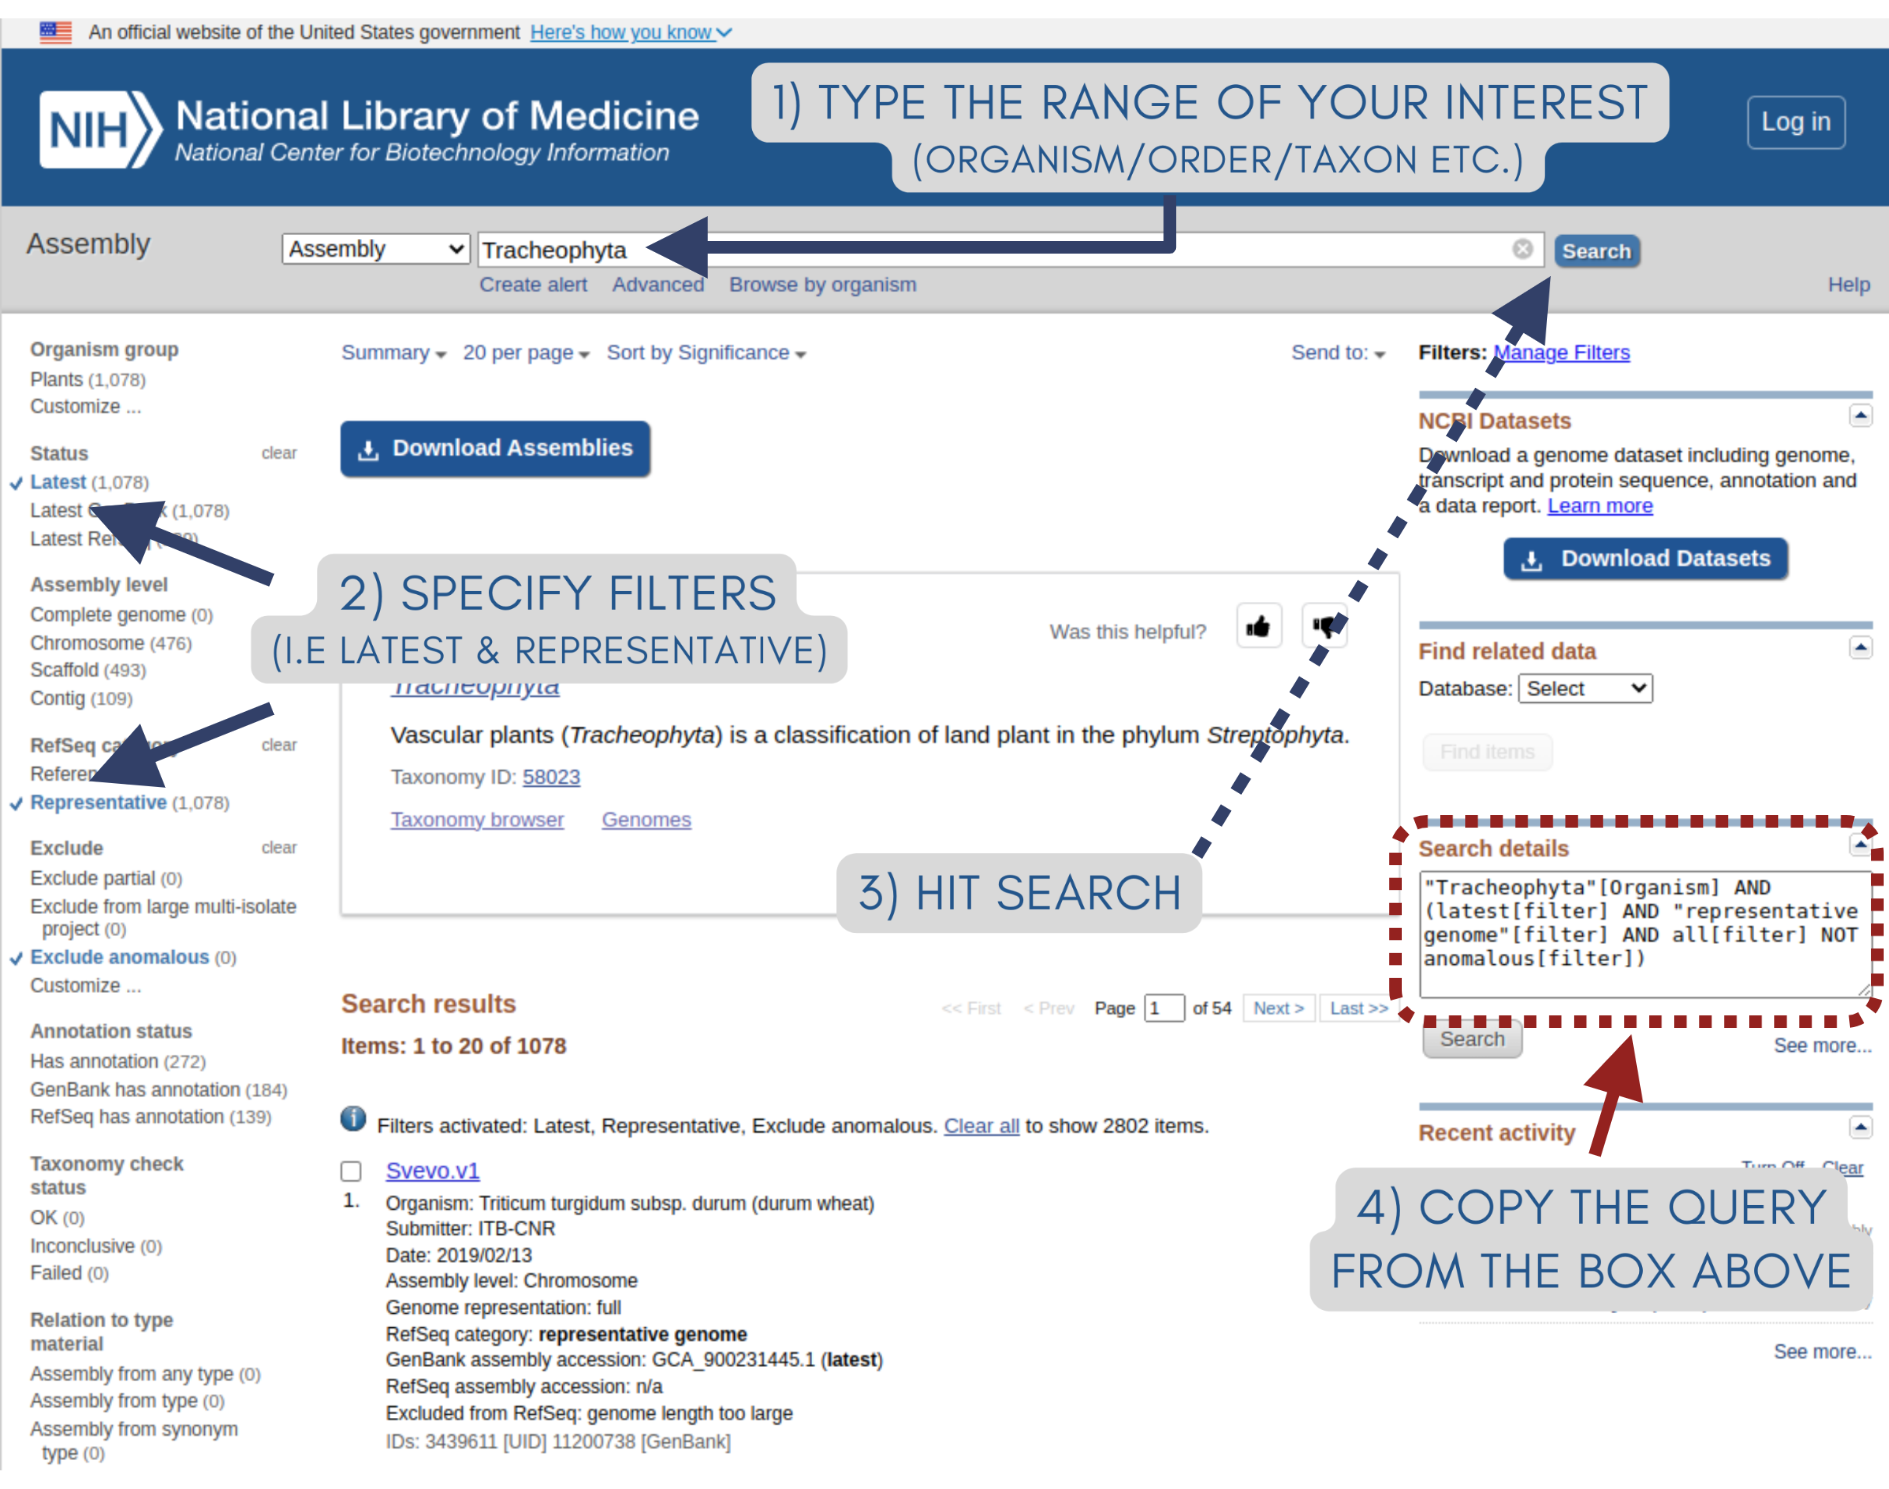 An official website of the United States government Here's how you know
NIH National Library of Medicine
National Center for Biotechnology Information
1) TYPE THE RANGE OF YOUR INTEREST
(ORGANISM/ORDER/TAXON ETC.)
Log in
Assembly
Assembly
Tracheophyta
Search
Create alert Advanced Browse by organism
Help
Organism group
Plants (1,078)
Customize ...
Status clear
Latest (1,078)
Latest (1,078)
Latest
Assembly level
Complete genome (0)
Chromosome (476)
Scaffold (493)
Contig (109)
RefSeq clear
Representative (1,078)
Exclude clear
Exclude partial (0)
Exclude from large multi-isolate
project (0)
Exclude anomalous (0)
Customize ...
Annotation status
Has annotation (272)
GenBank has annotation (184)
RefSeq has annotation (139)
Taxonomy check
status
OK (0)
Inconclusive (0)
Failed (0)
Relation to type
material
Assembly from any type (0)
Assembly from type (0)
Assembly from synonym
type (0)
Summary 20 per page Sort by Significance
Send to:
Download Assemblies
2) SPECIFY FILTERS
(I.E LATEST & REPRESENTATIVE)
Was this helpful?
Tracheophyta
Vascular plants (Tracheophyta) is a classification of land plant in the phylum Streptophyta.
Taxonomy ID: 58023
Taxonomy browser Genomes
3) HIT SEARCH
Search results
<< First < Prev Page 1 of 54 Next > Last >>
Items: 1 to 20 of 1078
Filters activated: Latest, Representative, Exclude anomalous. Clear all to show 2802 items.
Svevo.v1
1. Organism: Triticum turgidum subsp. durum (durum wheat)
Submitter: ITB-CNR
Date: 2019/02/13
Assembly level: Chromosome
Genome representation: full
RefSeq category: representative genome
GenBank assembly accession: GCA_900231445.1 (latest)
RefSeq assembly accession: n/a
Excluded from RefSeq: genome length too large
IDs: 3439611 [UID] 11200738 [GenBank]
Filters: Manage Filters
NCBI Datasets
Download a genome dataset including genome,
transcript and protein sequence, annotation and
a data report. Learn more
Download Datasets
Find related data
Database: Select
Find items
Search details
"Tracheophyta"[Organism] AND
(latest[filter] AND "representative
genome"[filter] AND all[filter] NOT
anomalous[filter])
Search
See more...
Recent activity
Turn Off Clear
4) COPY THE QUERY
FROM THE BOX ABOVE
See more...